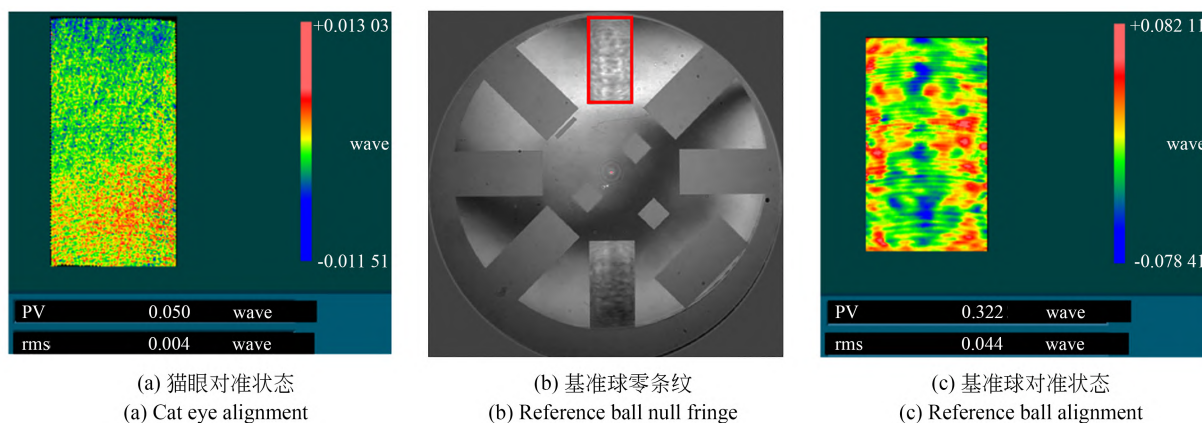 +0.013 03
wave
-0.011 51
PV 0.050 wave
rms 0.004 wave
(a) 猫眼对准状态
(a) Cat eye alignment
(b) 基准球零条纹
(b) Reference ball null fringe
+0.082 11
wave
-0.078 41
PV 0.322 wave
rms 0.044 wave
(c) 基准球对准状态
(c) Reference ball alignment